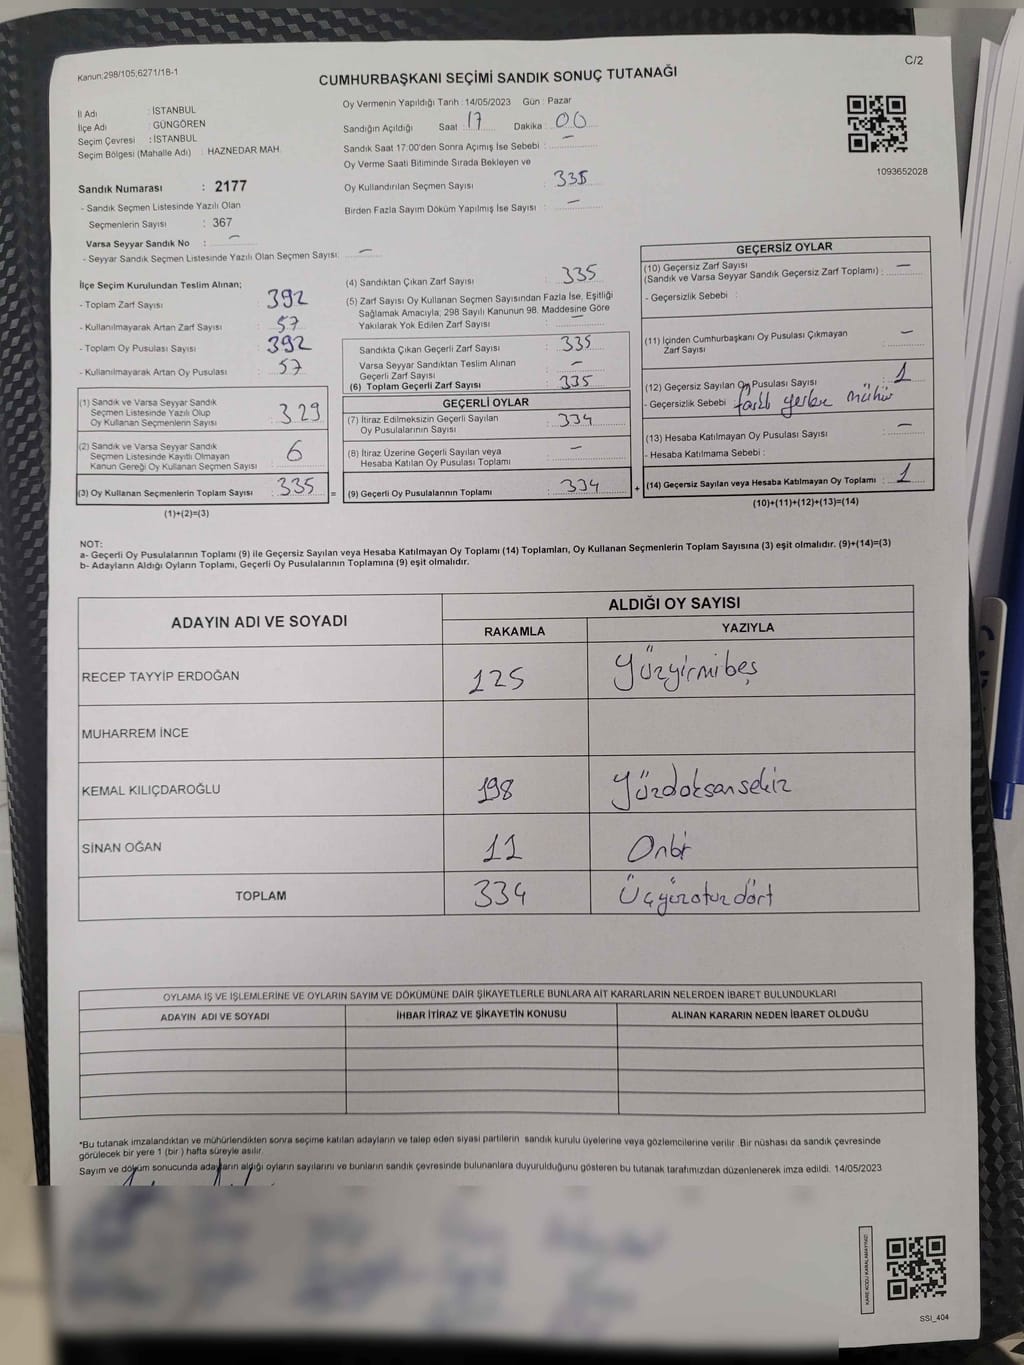 Kanun;298/105;6271/18-1
C/2
CUMHURBAŞKANI SEÇİMİ SANDIK SONUÇ TUTANAĞI
İl Adı : İSTANBUL
İlçe Adı : GÜNGÖREN
Seçim Çevresi : İSTANBUL
Seçim Bölgesi (Mahalle Adı) : HAZNEDAR MAH.
Oy Vermenin Yapıldığı Tarih : 14/05/2023 Gün : Pazar
Sandığın Açıldığı Saat : 17 Dakika : 00
Sandık Saat 17:00'den Sonra Açımış İse Sebebi : —
Oy Verme Saati Bitiminde Sırada Bekleyen ve
Oy Kullandırılan Seçmen Sayısı : 335
Birden Fazla Sayım Döküm Yapılmış İse Sayısı : —
1093652028
Sandık Numarası : 2177
- Sandık Seçmen Listesinde Yazılı Olan
Seçmenlerin Sayısı : 367
Varsa Seyyar Sandık No : —
- Seyyar Sandık Seçmen Listesinde Yazılı Olan Seçmen Sayısı: —
İlçe Seçim Kurulundan Teslim Alınan;
- Toplam Zarf Sayısı : 392
- Kullanılmayarak Artan Zarf Sayısı : 57
- Toplam Oy Pusulası Sayısı : 392
- Kullanılmayarak Artan Oy Pusulası : 57
(1) Sandık ve Varsa Seyyar Sandık
Seçmen Listesinde Yazılı Olup
Oy Kullanan Seçmenlerin Sayısı : 329
(2) Sandık ve Varsa Seyyar Sandık
Seçmen Listesinde Kayıtlı Olmayan
Kanun Gereği Oy Kullanan Seçmen Sayısı : 6
(3) Oy Kullanan Seçmenlerin Toplam Sayısı : 335 =
(1)+(2)=(3)
(4) Sandıktan Çıkan Zarf Sayısı : 335
(5) Zarf Sayısı Oy Kullanan Seçmen Sayısından Fazla İse, Eşitliği
Sağlamak Amacıyla; 298 Sayılı Kanunun 98. Maddesine Göre
Yakılarak Yok Edilen Zarf Sayısı : —
Sandıkta Çıkan Geçerli Zarf Sayısı : 335
Varsa Seyyar Sandıktan Teslim Alınan
Geçerli Zarf Sayısı : —
(6) Toplam Geçerli Zarf Sayısı : 335
GEÇERLİ OYLAR
(7) İtiraz Edilmeksizin Geçerli Sayılan
Oy Pusulalarının Sayısı : 334
(8) İtiraz Üzerine Geçerli Sayılan veya
Hesaba Katılan Oy Pusulası Toplamı : —
(9) Geçerli Oy Pusulalarının Toplamı : 334 +
GEÇERSİZ OYLAR
(10) Geçersiz Zarf Sayısı —
(Sandık ve Varsa Seyyar Sandık Geçersiz Zarf Toplamı) :
- Geçersizlik Sebebi :
(11) İçinden Cumhurbaşkanı Oy Pusulası Çıkmayan
Zarf Sayısı : —
(12) Geçersiz Sayılan Oy Pusulası Sayısı : 1
- Geçersizlik Sebebi farklı yerlere mühür
(13) Hesaba Katılmayan Oy Pusulası Sayısı : —
- Hesaba Katılmama Sebebi :
(14) Geçersiz Sayılan veya Hesaba Katılmayan Oy Toplamı : 1
(10)+(11)+(12)+(13)=(14)
NOT:
a- Geçerli Oy Pusulalarının Toplamı (9) ile Geçersiz Sayılan veya Hesaba Katılmayan Oy Toplamı (14) Toplamları, Oy Kullanan Seçmenlerin Toplam Sayısına (3) eşit olmalıdır. (9)+(14)=(3)
b- Adayların Aldığı Oyların Toplamı, Geçerli Oy Pusulalarının Toplamına (9) eşit olmalıdır.
ADAYIN ADI VE SOYADI
ALDIĞI OY SAYISI
RAKAMLA YAZIYLA
RECEP TAYYİP ERDOĞAN 125 Yüzyirmibeş
MUHARREM İNCE
KEMAL KILIÇDAROĞLU 198 Yüzdoksansekiz
SİNAN OĞAN 11 Onbir
TOPLAM 334 Üçyüzotuzdört
OYLAMA İŞ VE İŞLEMLERİNE VE OYLARIN SAYIM VE DÖKÜMÜNE DAİR ŞİKAYETLERLE BUNLARA AİT KARARLARIN NELERDEN İBARET BULUNDUKLARI
ADAYIN ADI VE SOYADI İHBAR İTİRAZ VE ŞİKAYETİN KONUSU ALINAN KARARIN NEDEN İBARET OLDUĞU
*Bu tutanak imzalandıktan ve mühürlendikten sonra seçime katılan adayların ve talep eden siyasi partilerin sandık kurulu üyelerine veya gözlemcilerine verilir. Bir nüshası da sandık çevresinde
görülecek bir yere 1 (bir ) hafta süreyle asılır.
Sayım ve döküm sonucunda adayların aldığı oyların sayılarını ve bunların sandık çevresinde bulunanlara duyurulduğunu gösteren bu tutanak tarafımızdan düzenlenerek imza edildi. 14/05/2023
KARE KODU KARALAMAYINIZ!
SSI_404